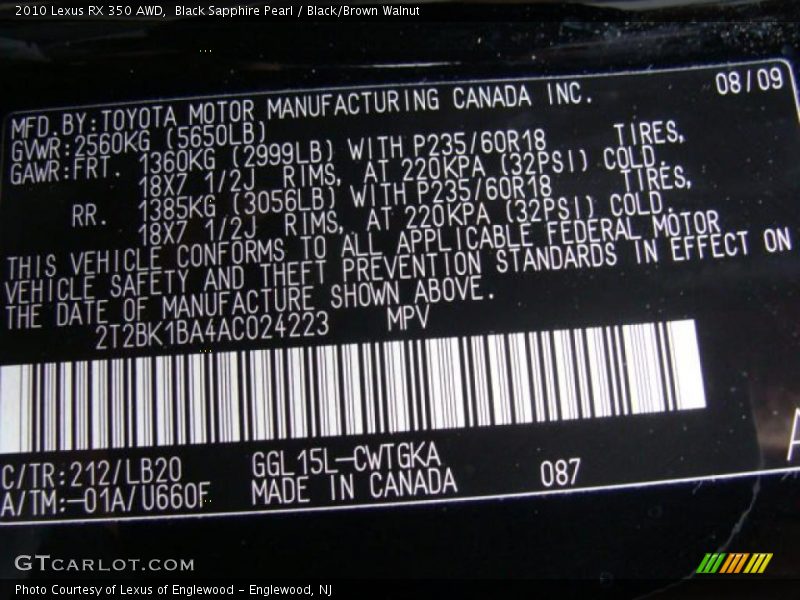 2010 Lexus RX 350 AWD,  Black Sapphire Pearl / Black/Brown Walnut
MFD.BY:TOYOTA MOTOR MANUFACTURING CANADA INC. 08/09
GVWR:2560KG (5650LB)
GAWR:FRT. 1360KG (2999LB) WITH P235/60R18 TIRES,
18X7 1/2J RIMS, AT 220KPA (32PSI) COLD.
RR. 1385KG (3056LB) WITH P235/60R18 TIRES,
18X7 1/2J RIMS, AT 220KPA (32PSI) COLD.
THIS VEHICLE CONFORMS TO ALL APPLICABLE FEDERAL MOTOR
VEHICLE SAFETY AND THEFT PREVENTION STANDARDS IN EFFECT ON
THE DATE OF MANUFACTURE SHOWN ABOVE.
2T2BK1BA4AC024223 MPV
C/TR:212/LB20 GGL15L-CWTGKA
A/TM:-01A/U660F MADE IN CANADA 087
A
GTCARLOT.COM
Photo Courtesy of Lexus of Englewood - Englewood, NJ